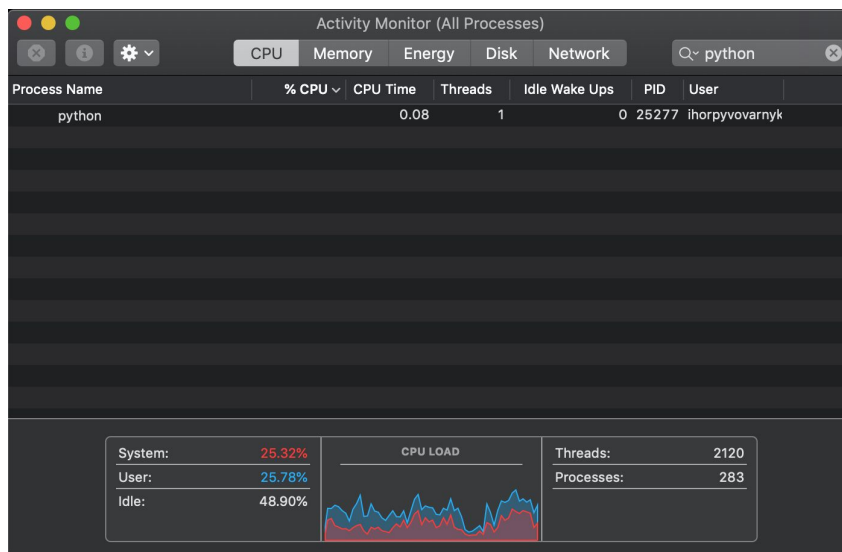 Activity Monitor (All Processes)
CPU Memory Energy Disk Network python
Process Name % CPU CPU Time Threads Idle Wake Ups PID User
python 0.08 1 0 25277 ihorpyvovarnyk
System: 25.32% CPU LOAD Threads: 2120
User: 25.78% Processes: 283
Idle: 48.90%